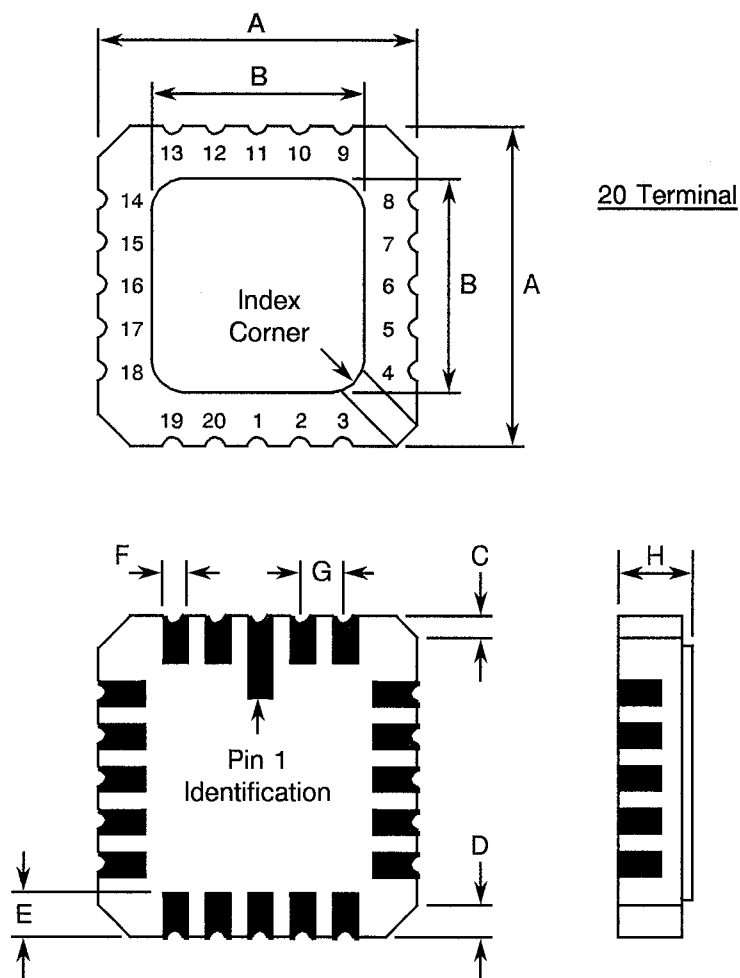 A
B
13 12 11 10 9
14 8
20 Terminal
15 7
16 6
B A
Index
Corner
17 5
18 4
19 20 1 2 3
F G C H
Pin 1
Identification
D
E